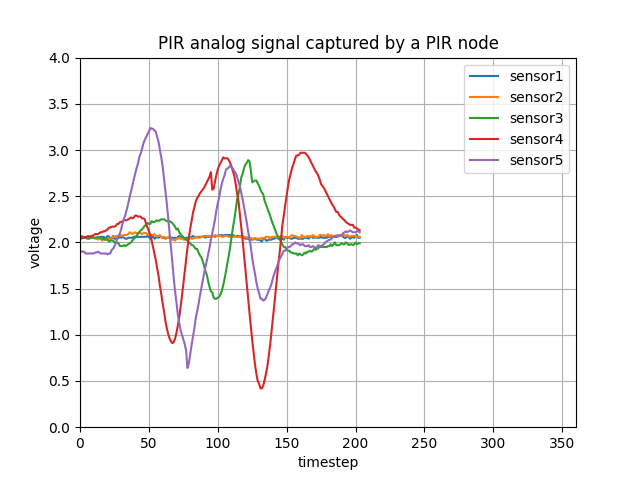 PIR analog signal captured by a PIR node
4.0
3.5
3.0
2.5
2.0
1.5
1.0
0.5
0.0
voltage
0 50 100 150 200 250 300 350
timestep
sensor1
sensor2
sensor3
sensor4
sensor5